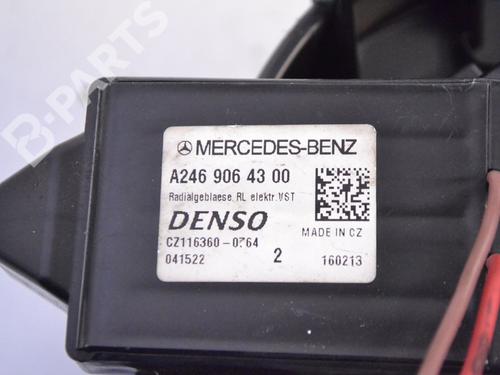 B-PARTS
MERCEDES-BENZ
A246 906 43 00
Radialgeblaese, RL elektr. VST
DENSO
MADE IN CZ
CZ116360-0764
041522 2 160213